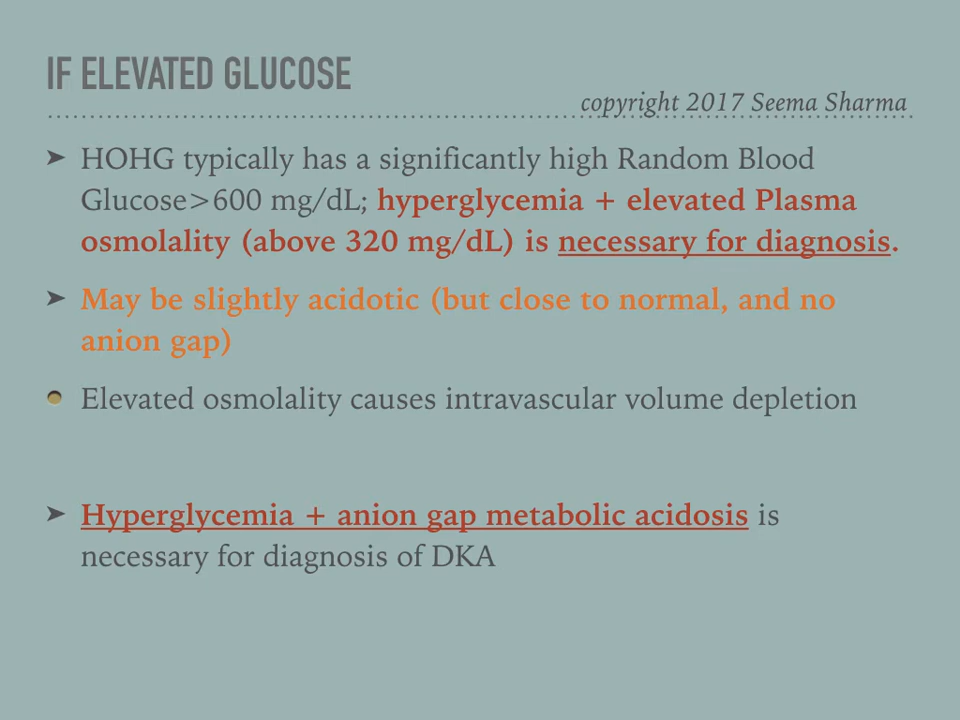 IF ELEVATED GLUCOSE
copyright 2017 Seema Sharma
➤ HOHG typically has a significantly high Random Blood
Glucose>600 mg/dL; hyperglycemia + elevated Plasma
osmolality (above 320 mg/dL) is necessary for diagnosis.
➤ May be slightly acidotic (but close to normal, and no
anion gap)
Elevated osmolality causes intravascular volume depletion
➤ Hyperglycemia + anion gap metabolic acidosis is
necessary for diagnosis of DKA